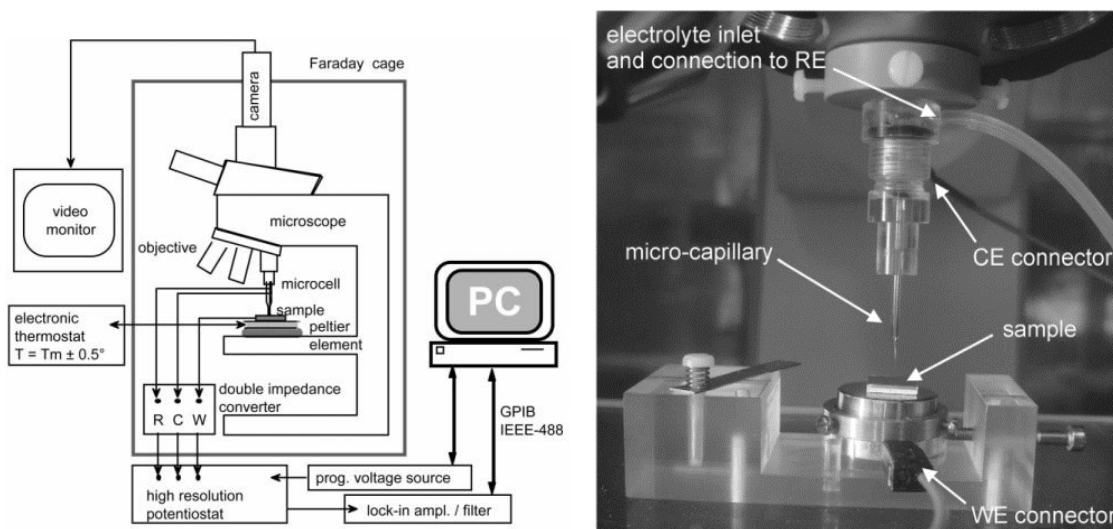 Faraday cage
camera
video
monitor
microscope
objective
microcell
sample
peltier
element
electronic
thermostat
T = Tm ± 0.5°
PC
double impedance
converter
R C W
GPIB
IEEE-488
prog. voltage source
high resolution
potentiostat
lock-in ampl. / filter
electrolyte inlet
and connection to RE
micro-capillary
CE connector
sample
WE connector